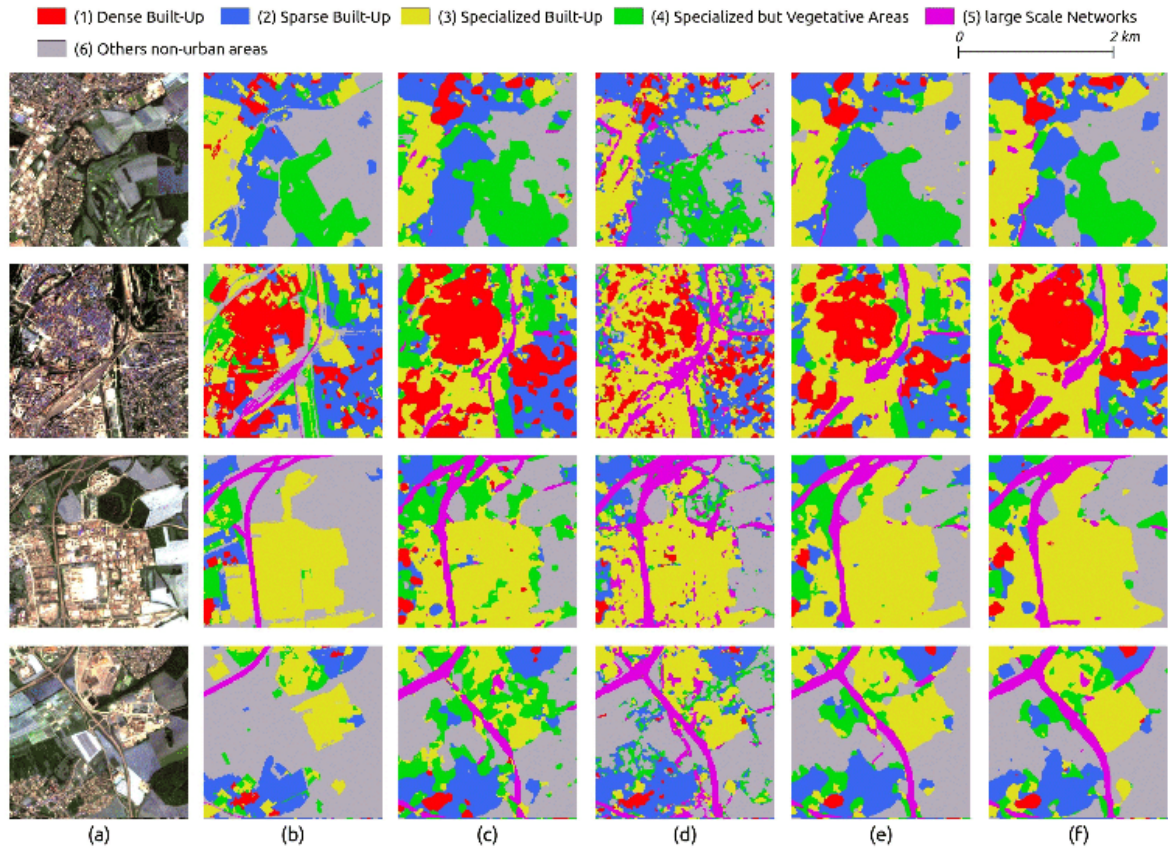 (1) Dense Built-Up (2) Sparse Built-Up (3) Specialized Built-Up (4) Specialized but Vegetative Areas (5) large Scale Networks
(6) Others non-urban areas 0 2 km
(a) (b) (c) (d) (e) (f)